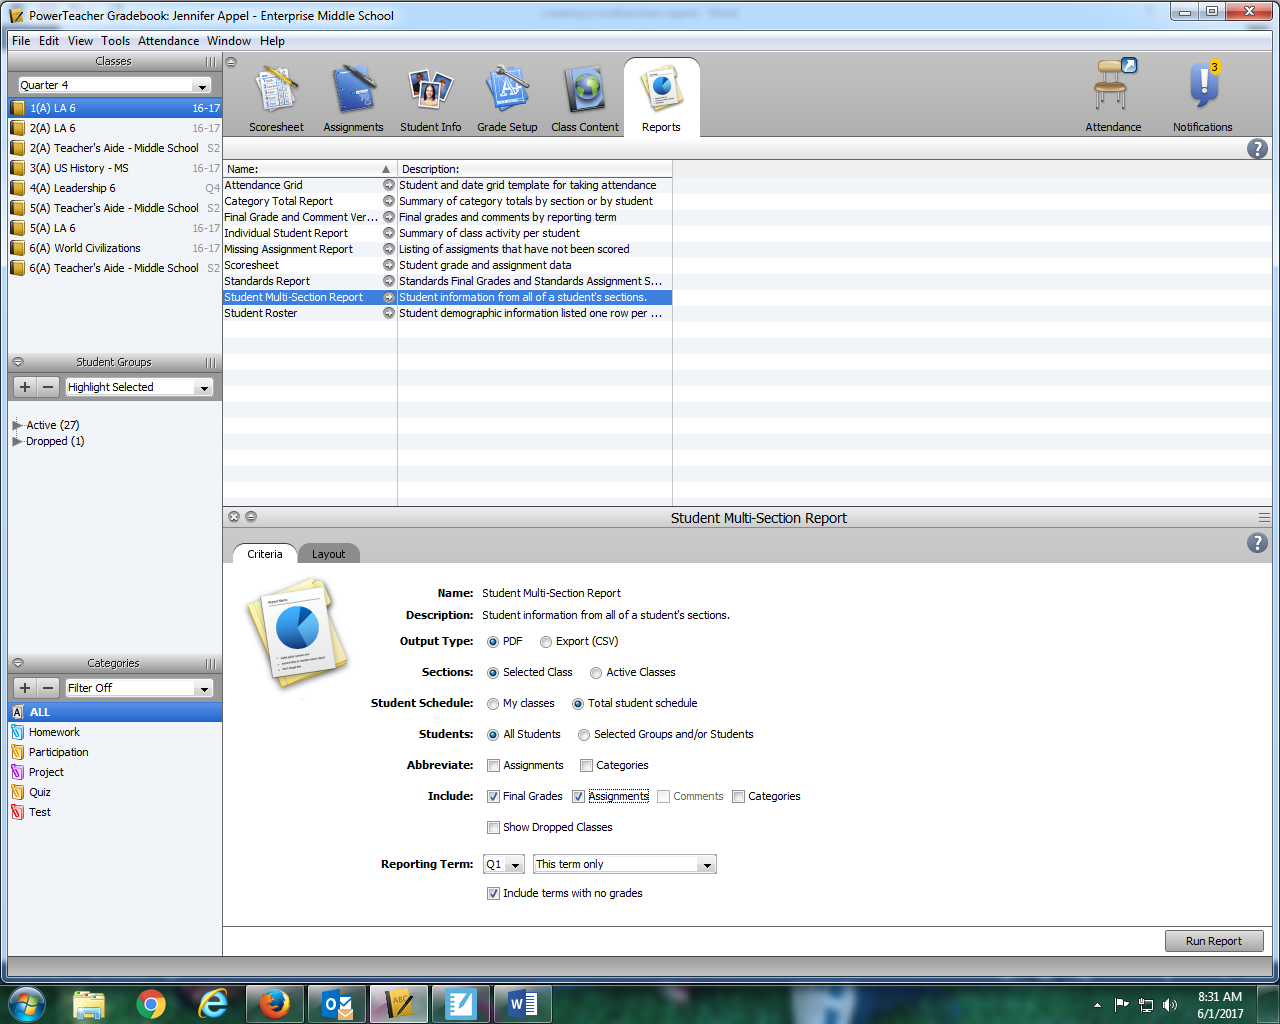 PowerTeacher Gradebook: Jennifer Appel - Enterprise Middle School
File Edit View Tools Attendance Window Help
Classes
Quarter 4
1(A) LA 6 16-17
2(A) LA 6 16-17
2(A) Teacher's Aide - Middle School S2
3(A) US History - MS 16-17
4(A) Leadership 6 Q4
5(A) Teacher's Aide - Middle School S2
5(A) LA 6 16-17
6(A) World Civilizations 16-17
6(A) Teacher's Aide - Middle School S2
Student Groups
Highlight Selected
Active (27)
Dropped (1)
Categories
Filter Off
ALL
Homework
Participation
Project
Quiz
Test
Scoresheet Assignments Student Info Grade Setup Class Content Reports Attendance Notifications
3
Name: Description:
Attendance Grid Student and date grid template for taking attendance
Category Total Report Summary of category totals by section or by student
Final Grade and Comment Ver... Final grades and comments by reporting term
Individual Student Report Summary of class activity per student
Missing Assignment Report Listing of assigments that have not been scored
Scoresheet Student grade and assignment data
Standards Report Standards Final Grades and Standards Assignment S...
Student Multi-Section Report Student information from all of a student's sections.
Student Roster Student demographic information listed one row per ...
Student Multi-Section Report
Criteria Layout
Name: Student Multi-Section Report
Description: Student information from all of a student's sections.
Output Type: PDF Export (CSV)
Sections: Selected Class Active Classes
Student Schedule: My classes Total student schedule
Students: All Students Selected Groups and/or Students
Abbreviate: Assignments Categories
Include: Final Grades Assignments Comments Categories
Show Dropped Classes
Reporting Term: Q1 This term only
Include terms with no grades
Run Report
8:31 AM
6/1/2017